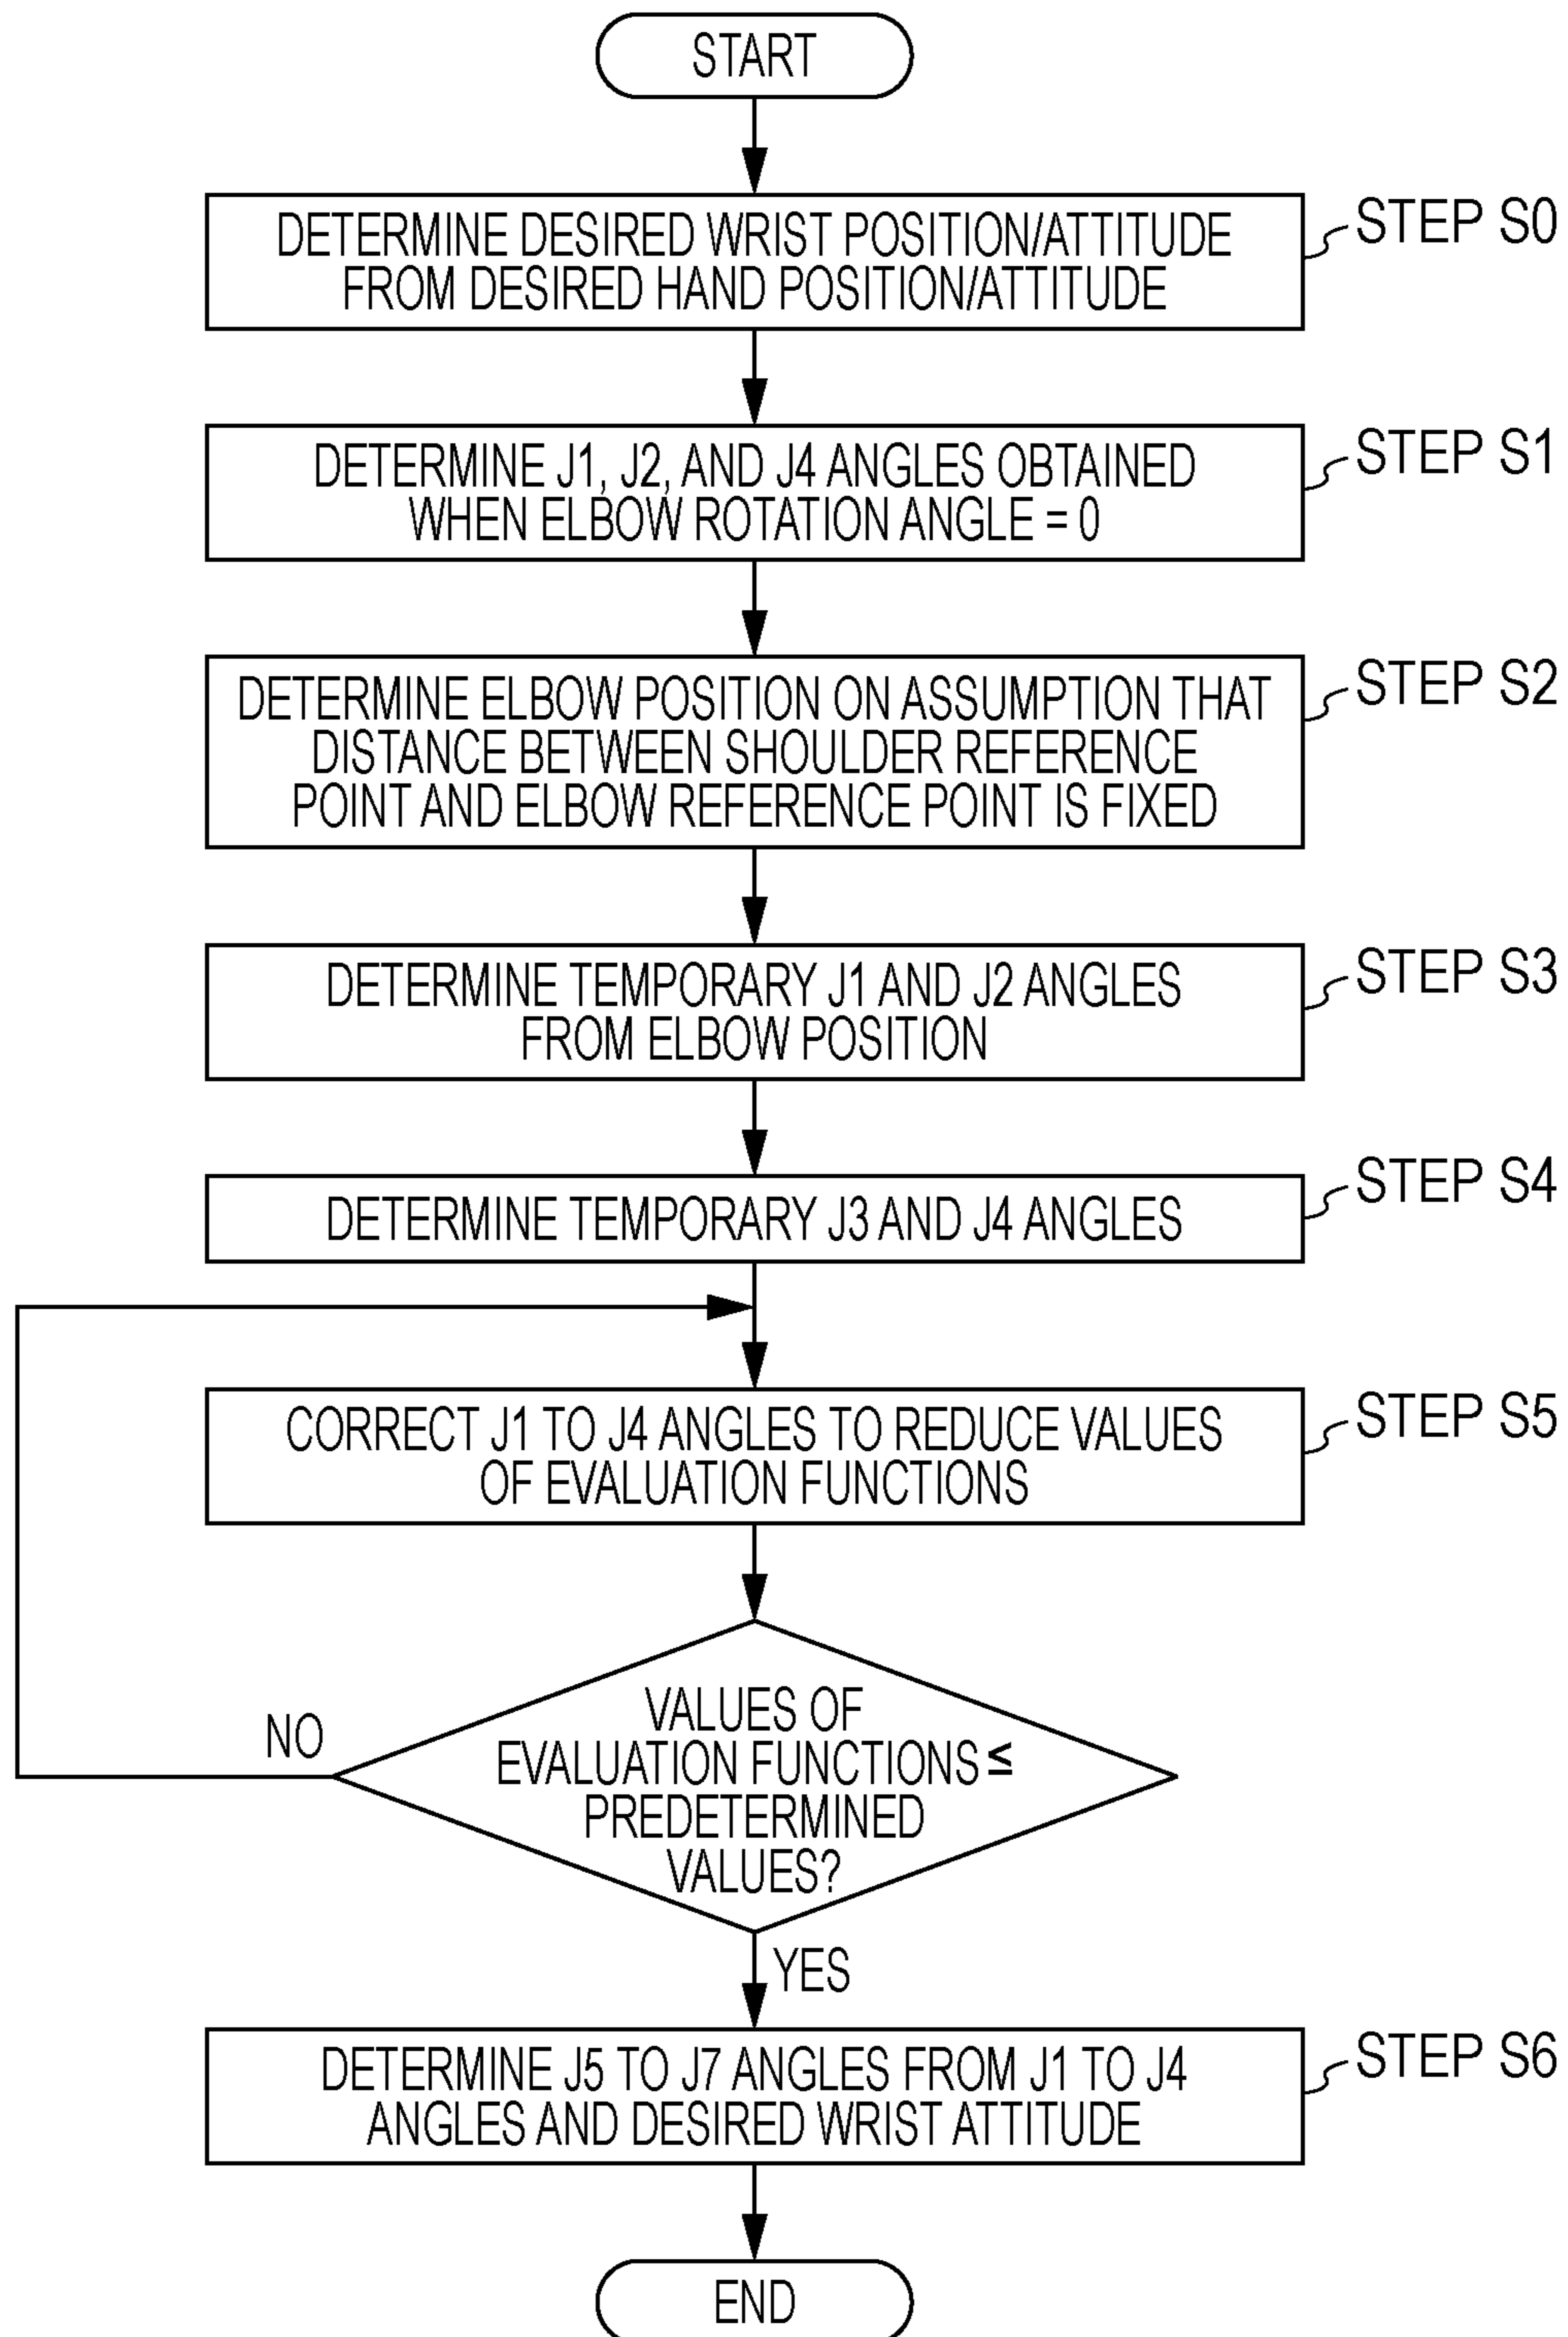 START
STEP S0
DETERMINE DESIRED WRIST POSITION/ATTITUDE
FROM DESIRED HAND POSITION/ATTITUDE
STEP S1
DETERMINE J1, J2, AND J4 ANGLES OBTAINED
WHEN ELBOW ROTATION ANGLE = 0
STEP S2
DETERMINE ELBOW POSITION ON ASSUMPTION THAT
DISTANCE BETWEEN SHOULDER REFERENCE
POINT AND ELBOW REFERENCE POINT IS FIXED
STEP S3
DETERMINE TEMPORARY J1 AND J2 ANGLES
FROM ELBOW POSITION
STEP S4
DETERMINE TEMPORARY J3 AND J4 ANGLES
STEP S5
CORRECT J1 TO J4 ANGLES TO REDUCE VALUES
OF EVALUATION FUNCTIONS
VALUES OF
EVALUATION FUNCTIONS ≤
PREDETERMINED
VALUES?
NO
YES
STEP S6
DETERMINE J5 TO J7 ANGLES FROM J1 TO J4
ANGLES AND DESIRED WRIST ATTITUDE
END